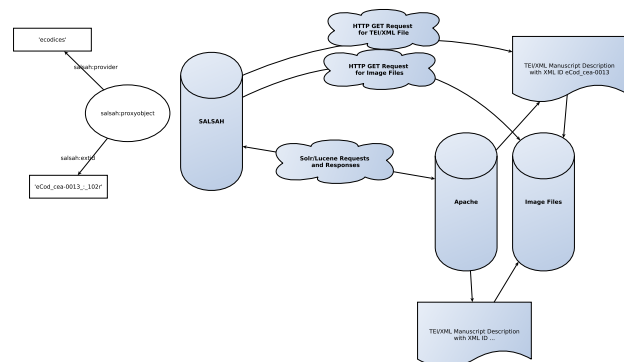 HTTP GET Request
for TEI/XML File
'ecodices'
TEI/XML Manuscript Description
with XML ID eCod_cea-0013
salsah:provider
HTTP GET Request
for Image Files
salsah:proxyobject
SALSAH
salsah:extId
Solr/Lucene Requests
and Responses
'eCod_cea-0013_:_102r'
Apache
Image Files
TEI/XML Manuscript Description
with XML ID ...